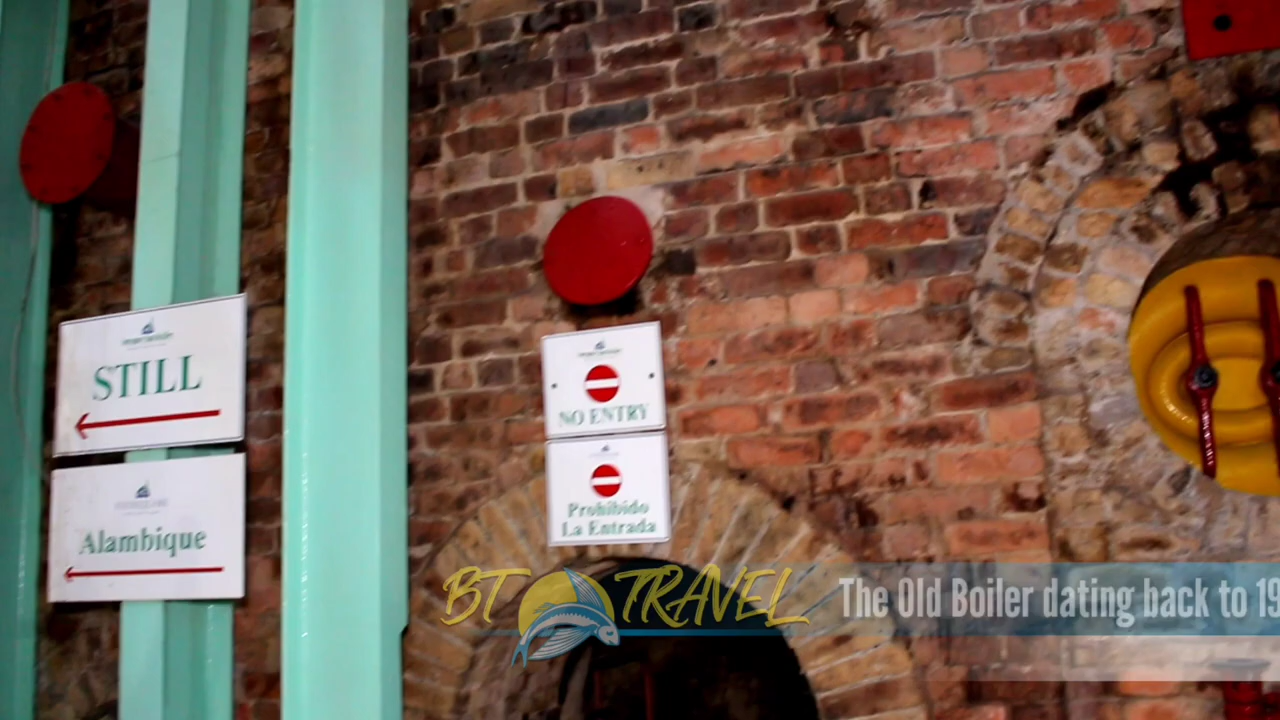 STILL
Alambique
NO ENTRY
Prohibido
La Entrada
BT TRAVEL
The Old Boiler dating back to 19